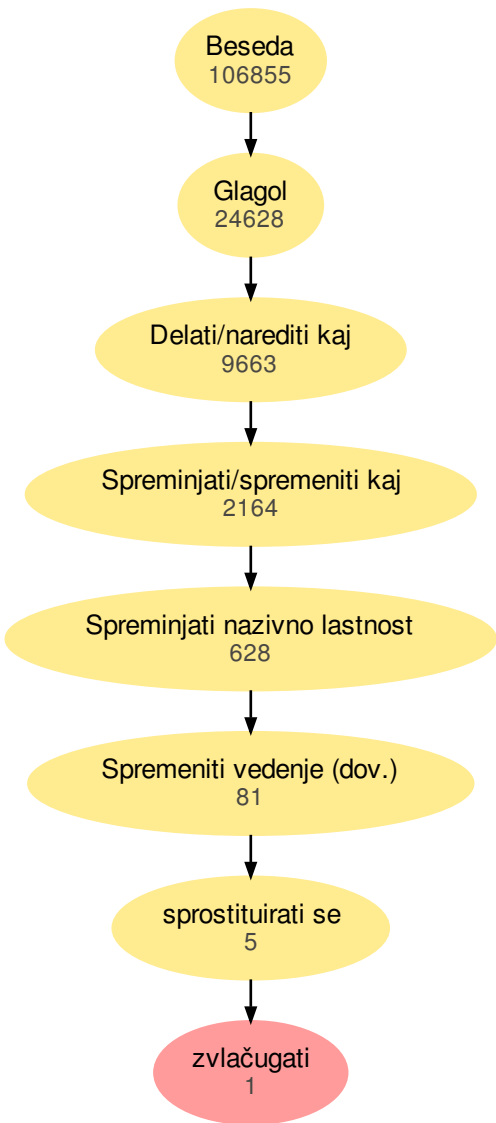 Beseda
106855
Glagol
24628
Delati/narediti kaj
9663
Spreminjati/spremeniti kaj
2164
Spreminjati nazivno lastnost
628
Spremeniti vedenje (dov.)
81
sprostituirati se
5
zvlačugati
1